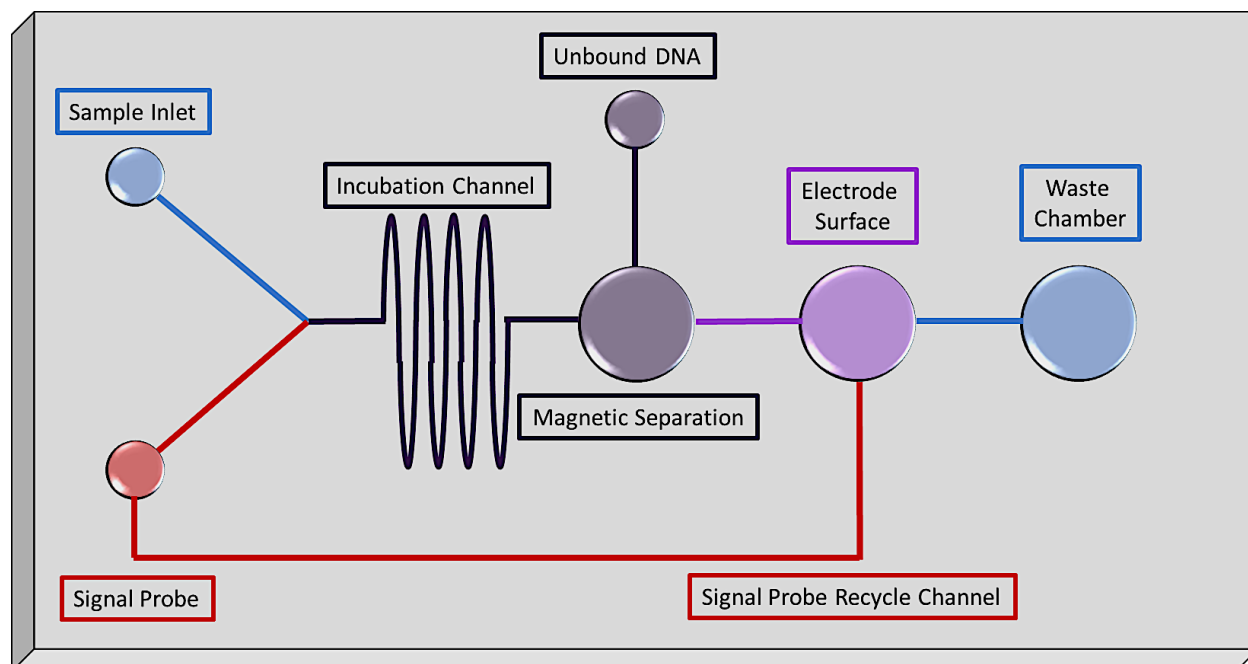 Unbound DNA
Sample Inlet
Incubation Channel
Electrode
Surface
Waste
Chamber
Magnetic Separation
Signal Probe
Signal Probe Recycle Channel